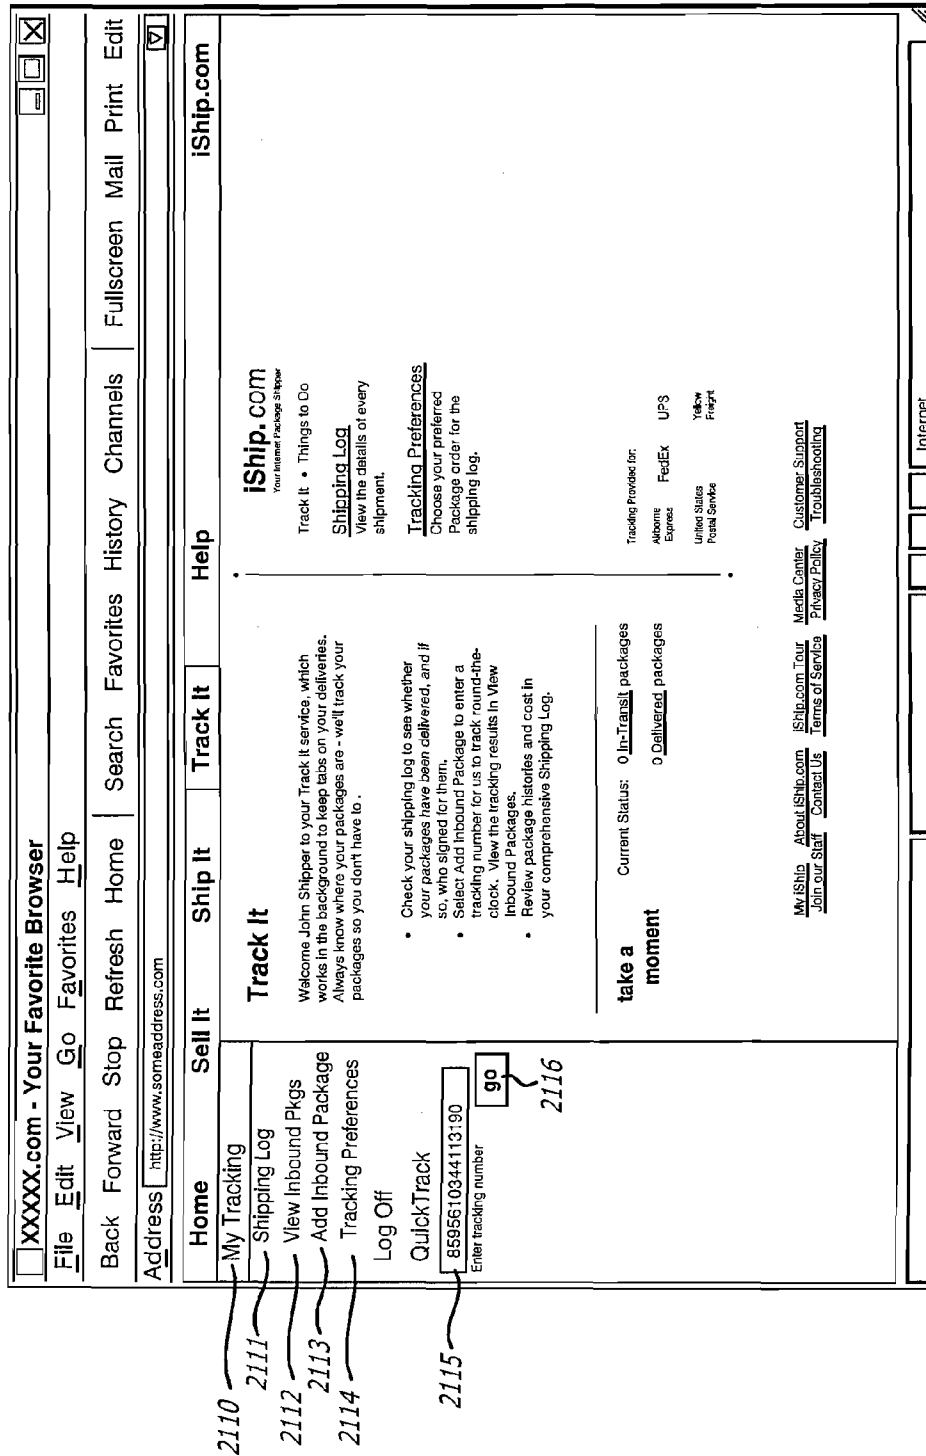 XXXXX.com - Your Favorite Browser
File Edit View Go Favorites Help
Back Forward Stop Refresh Home Search Favorites History Channels Fullscreen Mail Print Edit
Address http://www.someaddress.com
Home Sell It Ship It Track It Help iShip.com
2110 My Tracking
2111 Shipping Log
2112 View Inbound Pkgs
2113 Add Inbound Package
2114 Tracking Preferences
Log Off
QuickTrack
2115 85956103441113190
Enter tracking number
go
2116
Track It
Welcome John Shipper to your Track It service, which
works in the background to keep tabs on your deliveries.
Always know where your packages are - we'll track your
packages so you don't have to .
• Check your shipping log to see whether
your packages have been delivered, and if
so, who signed for them.
• Select Add Inbound Package to enter a
tracking number for us to track round-the-
clock. View the tracking results in View
Inbound Packages.
• Review package histories and cost in
your comprehensive Shipping Log.
take a
moment
Current Status: 0 In-Transit packages
0 Delivered packages
iShip.com
Your Internet Package Shipper
Track It • Things to Do
Shipping Log
View the details of every
shipment.
Tracking Preferences
Choose your preferred
Package order for the
shipping log.
Tracking Provided for:
Airborne Express FedEx UPS
United States Postal Service Yellow Freight
My iShip About iShip.com iShip.com Tour Media Center Customer Support
Join our Staff Contact Us Terms of Service Privacy Policy Troubleshooting
Internet